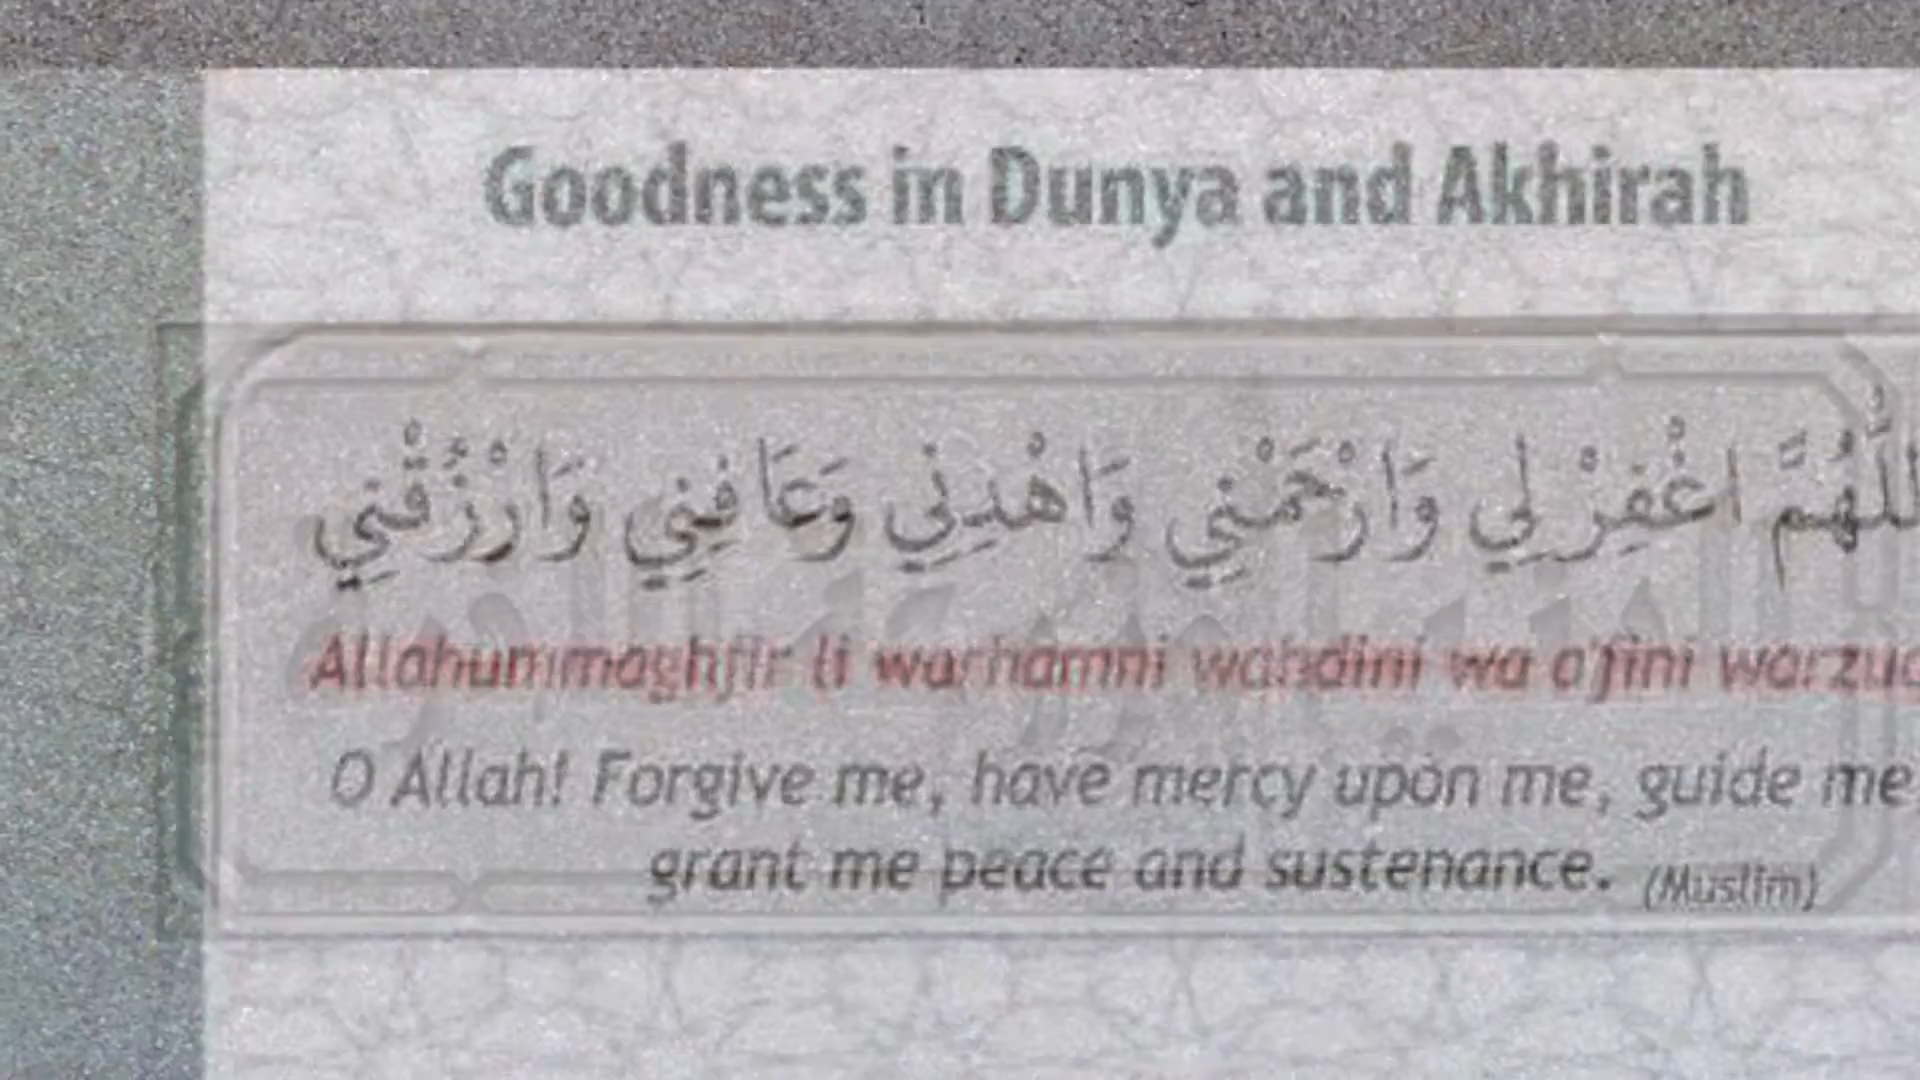 Goodness in Dunya and Akhirah
اللَّهُمَّ اغْفِرْ لِي وَارْحَمْنِي وَاهْدِنِي وَعَافِنِي وَارْزُقْنِي
Allahummaghfir li warhamni wahdini wa a'fini warzuq
O Allah! Forgive me, have mercy upon me, guide me,
grant me peace and sustenance. (Muslim)